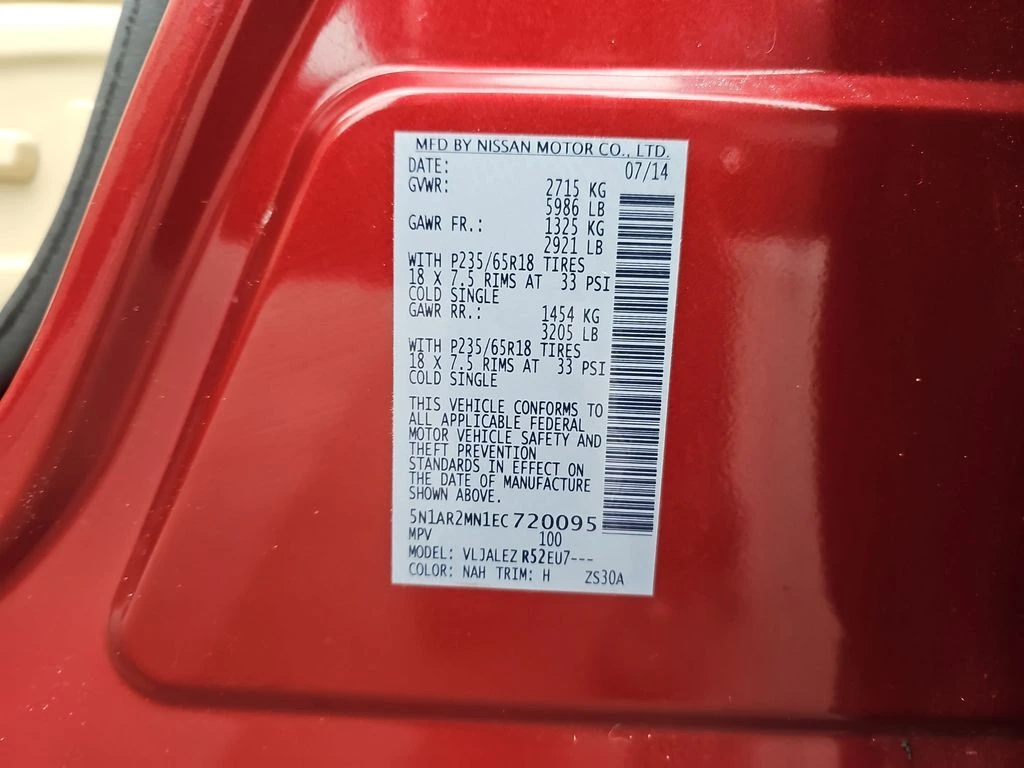 MFD BY NISSAN MOTOR CO., LTD.
DATE: 07/14
GVWR: 2715 KG
5986 LB
GAWR FR.: 1325 KG
2921 LB
WITH P235/65R18 TIRES
18 X 7.5 RIMS AT 33 PSI
COLD SINGLE
GAWR RR.: 1454 KG
3205 LB
WITH P235/65R18 TIRES
18 X 7.5 RIMS AT 33 PSI
COLD SINGLE
THIS VEHICLE CONFORMS TO
ALL APPLICABLE FEDERAL
MOTOR VEHICLE SAFETY AND
THEFT PREVENTION
STANDARDS IN EFFECT ON
THE DATE OF MANUFACTURE
SHOWN ABOVE.
5N1AR2MN1EC720095
MPV 100
MODEL: VLJALEZ R52EU7---
COLOR: NAH TRIM: H ZS30A